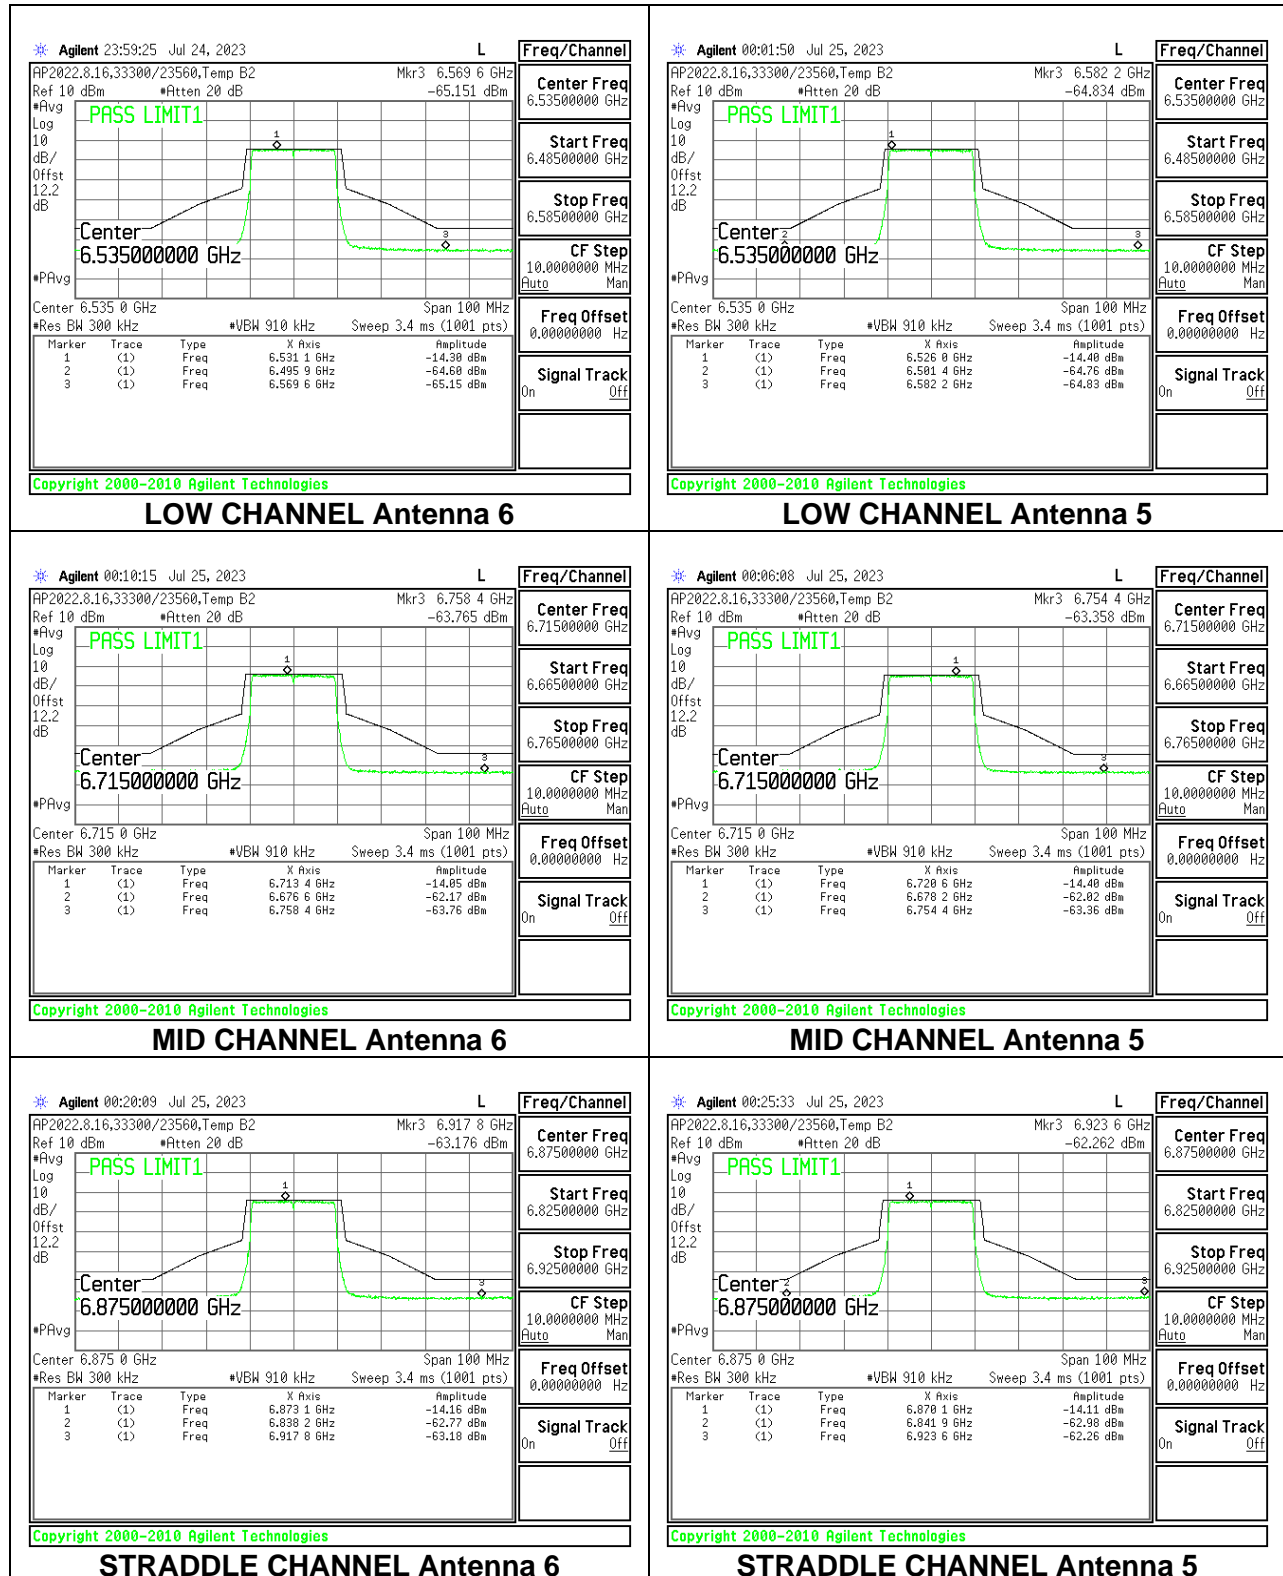 Agilent 23:59:25 Jul 24, 2023 L
Freq/Channel
AP2022.8.16,33300/23560,Temp B2 Mkr3 6.569 6 GHz
Ref 10 dBm #Atten 20 dB -65.151 dBm
#Avg
Log
10
dB/
Offst
12.2
dB
#PAvg
PASS LIMIT1
1
3
Center
6.535000000 GHz
Center 6.535 0 GHz Span 100 MHz
#Res BW 300 kHz #VBW 910 kHz Sweep 3.4 ms (1001 pts)
Marker Trace Type X Axis Amplitude
1 (1) Freq 6.531 1 GHz -14.30 dBm
2 (1) Freq 6.495 9 GHz -64.60 dBm
3 (1) Freq 6.569 6 GHz -65.15 dBm
Center Freq
6.53500000 GHz
Start Freq
6.48500000 GHz
Stop Freq
6.58500000 GHz
CF Step
10.0000000 MHz
Auto Man
Freq Offset
0.00000000 Hz
Signal Track
On Off
Copyright 2000-2010 Agilent Technologies
LOW CHANNEL Antenna 6
Agilent 00:01:50 Jul 25, 2023 L
Freq/Channel
AP2022.8.16,33300/23560,Temp B2 Mkr3 6.582 2 GHz
Ref 10 dBm #Atten 20 dB -64.834 dBm
#Avg
Log
10
dB/
Offst
12.2
dB
#PAvg
PASS LIMIT1
1
2
3
Center
6.535000000 GHz
Center 6.535 0 GHz Span 100 MHz
#Res BW 300 kHz #VBW 910 kHz Sweep 3.4 ms (1001 pts)
Marker Trace Type X Axis Amplitude
1 (1) Freq 6.526 0 GHz -14.40 dBm
2 (1) Freq 6.501 4 GHz -64.76 dBm
3 (1) Freq 6.582 2 GHz -64.83 dBm
Center Freq
6.53500000 GHz
Start Freq
6.48500000 GHz
Stop Freq
6.58500000 GHz
CF Step
10.0000000 MHz
Auto Man
Freq Offset
0.00000000 Hz
Signal Track
On Off
Copyright 2000-2010 Agilent Technologies
LOW CHANNEL Antenna 5
Agilent 00:10:15 Jul 25, 2023 L
Freq/Channel
AP2022.8.16,33300/23560,Temp B2 Mkr3 6.758 4 GHz
Ref 10 dBm #Atten 20 dB -63.765 dBm
#Avg
Log
10
dB/
Offst
12.2
dB
#PAvg
PASS LIMIT1
1
3
Center
6.715000000 GHz
Center 6.715 0 GHz Span 100 MHz
#Res BW 300 kHz #VBW 910 kHz Sweep 3.4 ms (1001 pts)
Marker Trace Type X Axis Amplitude
1 (1) Freq 6.713 4 GHz -14.05 dBm
2 (1) Freq 6.676 6 GHz -62.17 dBm
3 (1) Freq 6.758 4 GHz -63.76 dBm
Center Freq
6.71500000 GHz
Start Freq
6.66500000 GHz
Stop Freq
6.76500000 GHz
CF Step
10.0000000 MHz
Auto Man
Freq Offset
0.00000000 Hz
Signal Track
On Off
Copyright 2000-2010 Agilent Technologies
MID CHANNEL Antenna 6
Agilent 00:06:08 Jul 25, 2023 L
Freq/Channel
AP2022.8.16,33300/23560,Temp B2 Mkr3 6.754 4 GHz
Ref 10 dBm #Atten 20 dB -63.358 dBm
#Avg
Log
10
dB/
Offst
12.2
dB
#PAvg
PASS LIMIT1
1
3
Center
6.715000000 GHz
Center 6.715 0 GHz Span 100 MHz
#Res BW 300 kHz #VBW 910 kHz Sweep 3.4 ms (1001 pts)
Marker Trace Type X Axis Amplitude
1 (1) Freq 6.720 6 GHz -14.40 dBm
2 (1) Freq 6.678 2 GHz -62.02 dBm
3 (1) Freq 6.754 4 GHz -63.36 dBm
Center Freq
6.71500000 GHz
Start Freq
6.66500000 GHz
Stop Freq
6.76500000 GHz
CF Step
10.0000000 MHz
Auto Man
Freq Offset
0.00000000 Hz
Signal Track
On Off
Copyright 2000-2010 Agilent Technologies
MID CHANNEL Antenna 5
Agilent 00:20:09 Jul 25, 2023 L
Freq/Channel
AP2022.8.16,33300/23560,Temp B2 Mkr3 6.917 8 GHz
Ref 10 dBm #Atten 20 dB -63.176 dBm
#Avg
Log
10
dB/
Offst
12.2
dB
#PAvg
PASS LIMIT1
1
3
Center
6.875000000 GHz
Center 6.875 0 GHz Span 100 MHz
#Res BW 300 kHz #VBW 910 kHz Sweep 3.4 ms (1001 pts)
Marker Trace Type X Axis Amplitude
1 (1) Freq 6.873 1 GHz -14.16 dBm
2 (1) Freq 6.838 2 GHz -62.77 dBm
3 (1) Freq 6.917 8 GHz -63.18 dBm
Center Freq
6.87500000 GHz
Start Freq
6.82500000 GHz
Stop Freq
6.92500000 GHz
CF Step
10.0000000 MHz
Auto Man
Freq Offset
0.00000000 Hz
Signal Track
On Off
Copyright 2000-2010 Agilent Technologies
STRADDLE CHANNEL Antenna 6
Agilent 00:25:33 Jul 25, 2023 L
Freq/Channel
AP2022.8.16,33300/23560,Temp B2 Mkr3 6.923 6 GHz
Ref 10 dBm #Atten 20 dB -62.262 dBm
#Avg
Log
10
dB/
Offst
12.2
dB
#PAvg
PASS LIMIT1
1
2
3
Center
6.875000000 GHz
Center 6.875 0 GHz Span 100 MHz
#Res BW 300 kHz #VBW 910 kHz Sweep 3.4 ms (1001 pts)
Marker Trace Type X Axis Amplitude
1 (1) Freq 6.870 1 GHz -14.11 dBm
2 (1) Freq 6.841 9 GHz -62.98 dBm
3 (1) Freq 6.923 6 GHz -62.26 dBm
Center Freq
6.87500000 GHz
Start Freq
6.82500000 GHz
Stop Freq
6.92500000 GHz
CF Step
10.0000000 MHz
Auto Man
Freq Offset
0.00000000 Hz
Signal Track
On Off
Copyright 2000-2010 Agilent Technologies
STRADDLE CHANNEL Antenna 5